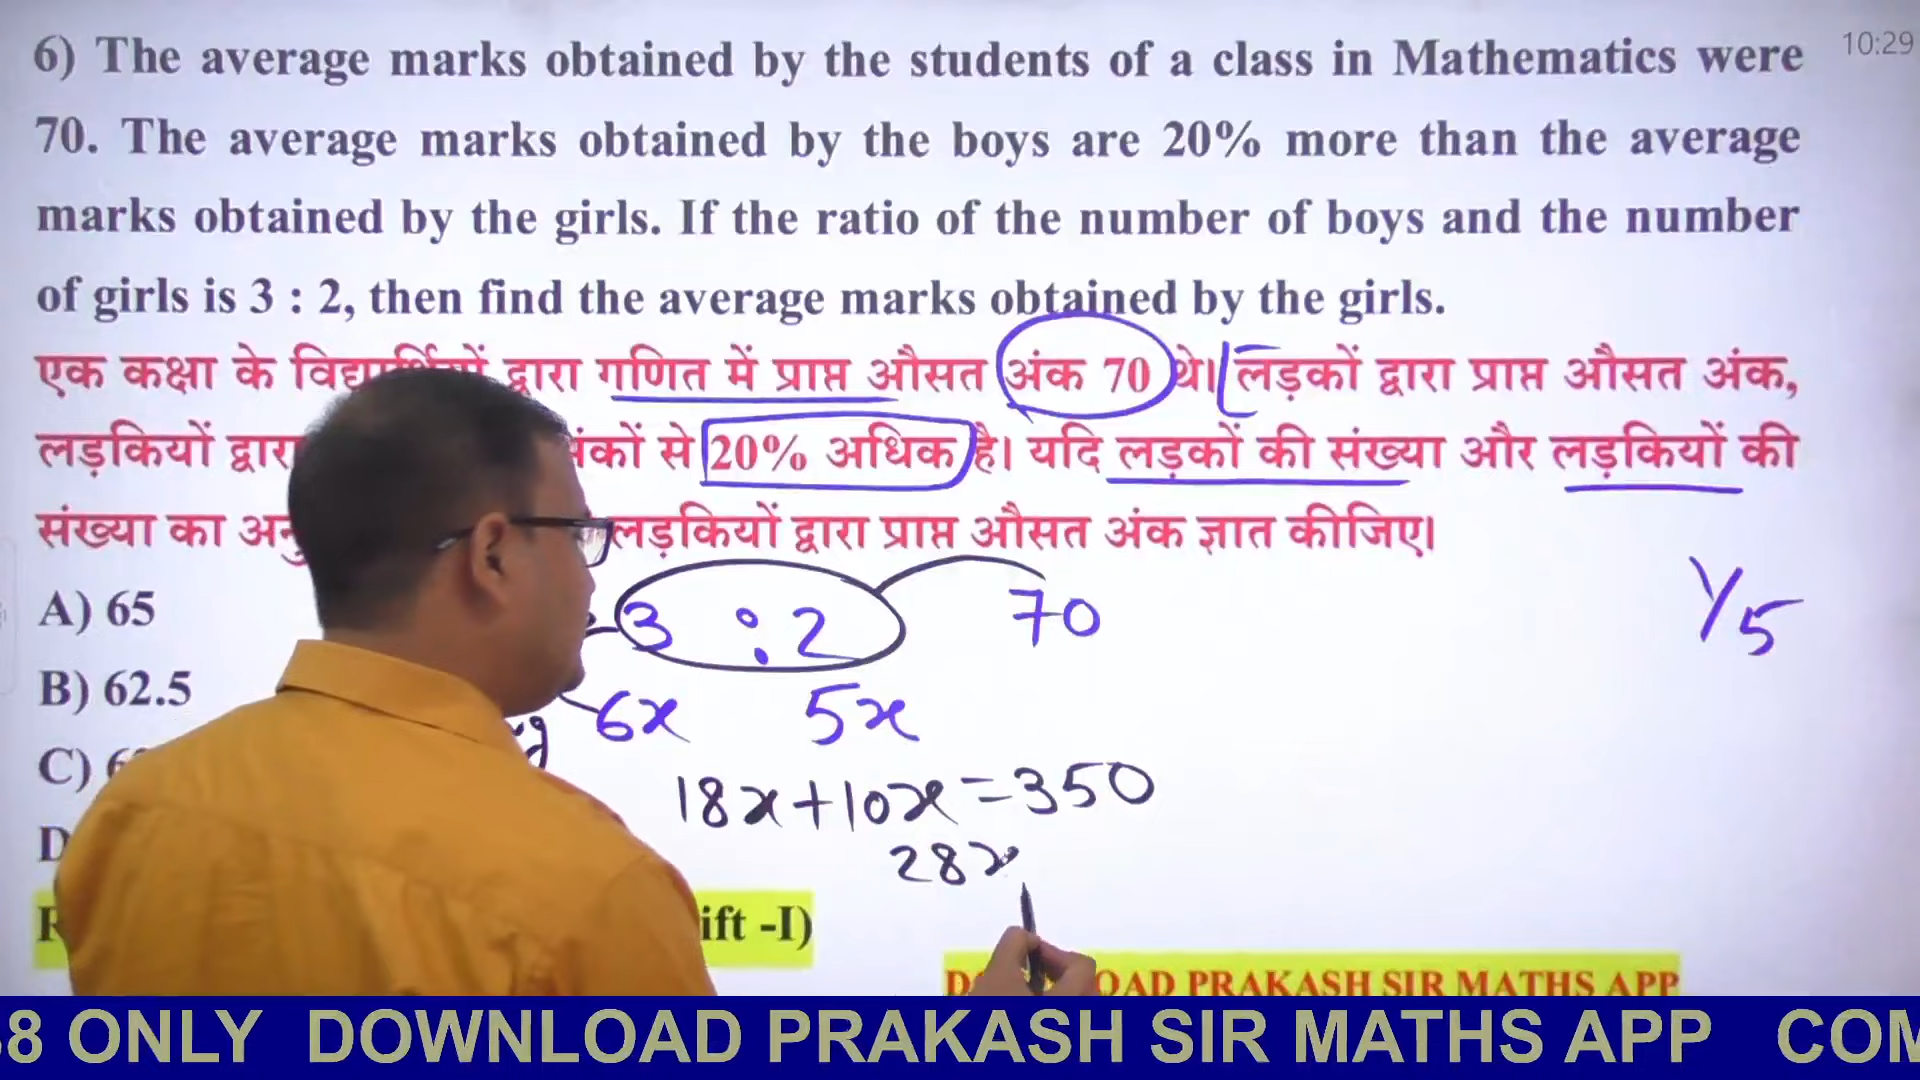 6) The average marks obtained by the students of a class in Mathematics were
10:29
70. The average marks obtained by the boys are 20% more than the average
marks obtained by the girls. If the ratio of the number of boys and the number
of girls is 3 : 2, then find the average marks obtained by the girls.
एक कक्षा के विद्यार्थियों द्वारा गणित में प्राप्त औसत अंक 70 थे। लड़कों द्वारा प्राप्त औसत अंक,
लड़कियों द्वारा से 20% अधिक है। यदि लड़कों की संख्या और लड़कियों की
संख्या का लड़कियों द्वारा प्राप्त औसत अंक ज्ञात कीजिए।
A) 65
3 : 2 70
1/5
B) 62.5
6x 5x
C)
18x+10x=350
28x
ift -I)
PRAKASH SIR MATHS APP
8 ONLY DOWNLOAD PRAKASH SIR MATHS APP COM